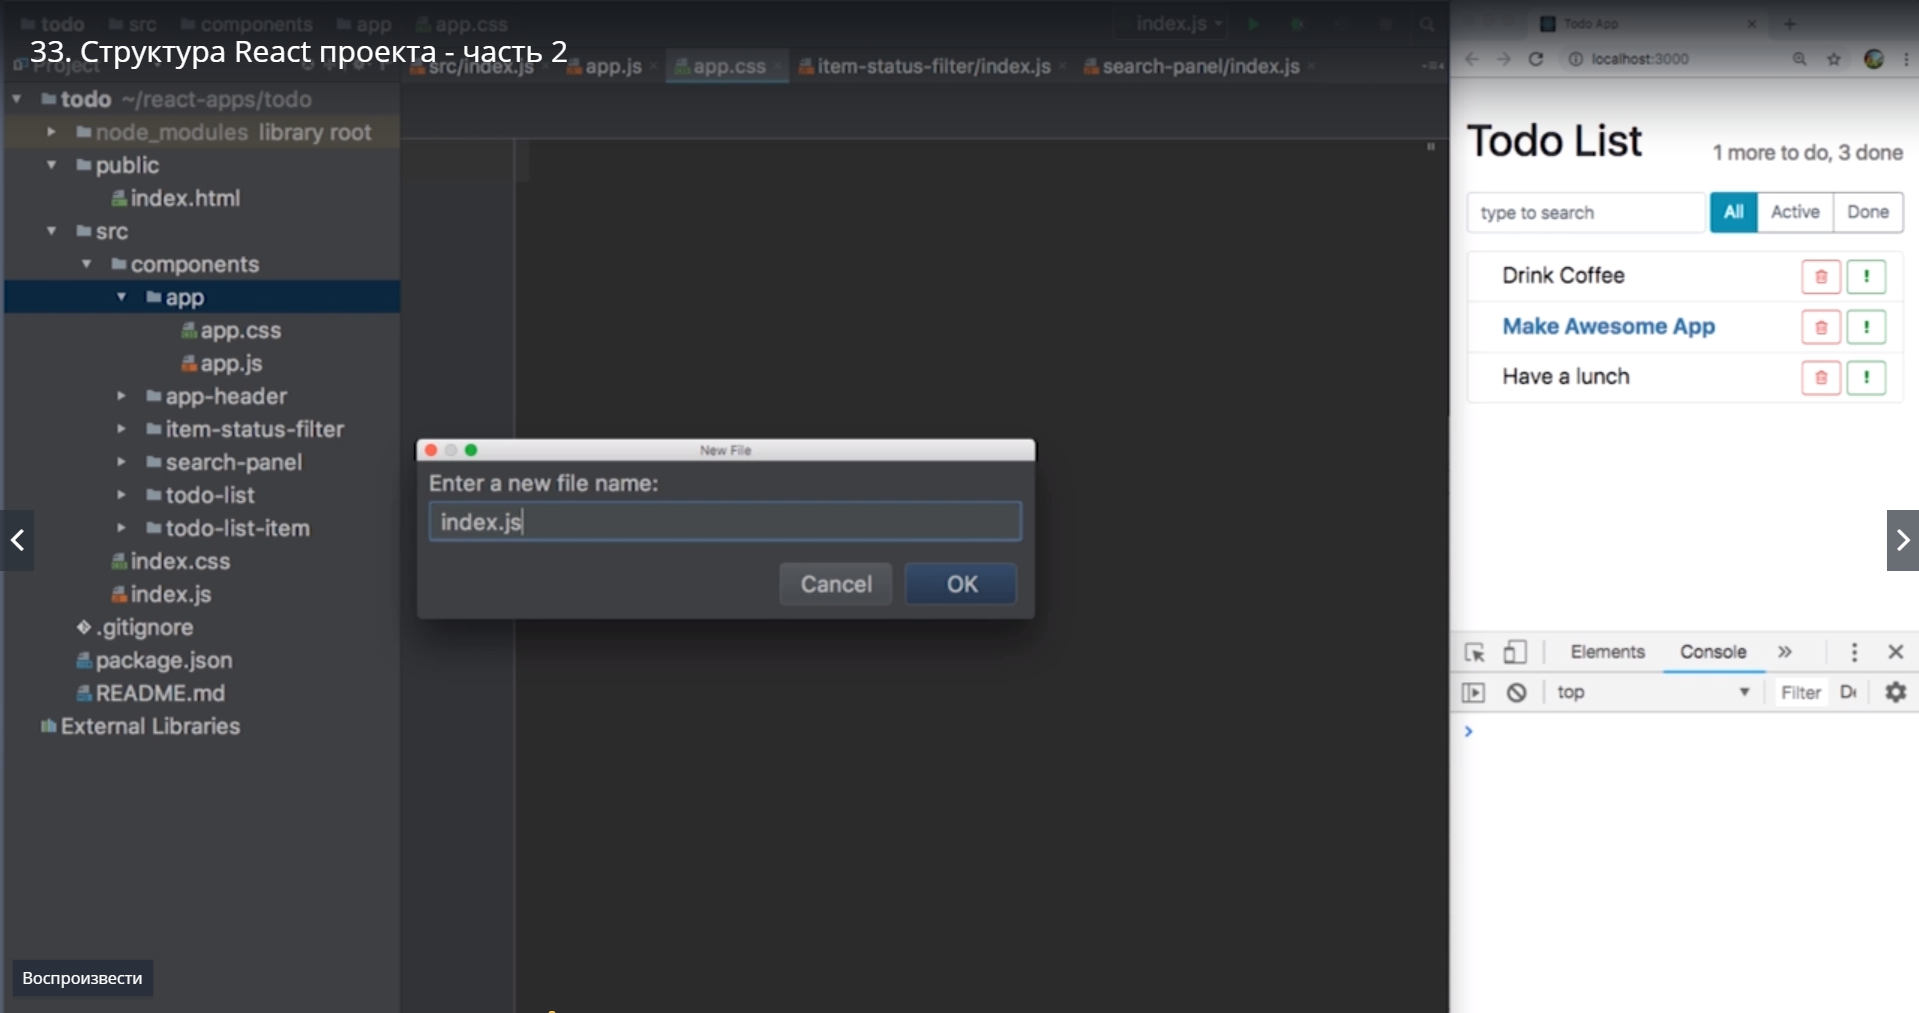 todo src components app app.css index.js
33. Структура React проекта - часть 2
Project src/index.js app.js app.css item-status-filter/index.js search-panel/index.js
todo ~/react-apps/todo
node_modules library root
public
index.html
src
components
app
app.css
app.js
app-header
item-status-filter
search-panel
todo-list
todo-list-item
index.css
index.js
.gitignore
package.json
README.md
External Libraries
New File
Enter a new file name:
index.js
Cancel OK
Воспроизвести
Todo App
localhost:3000
Todo List 1 more to do, 3 done
type to search All Active Done
Drink Coffee
Make Awesome App
Have a lunch
Elements Console
top Filter